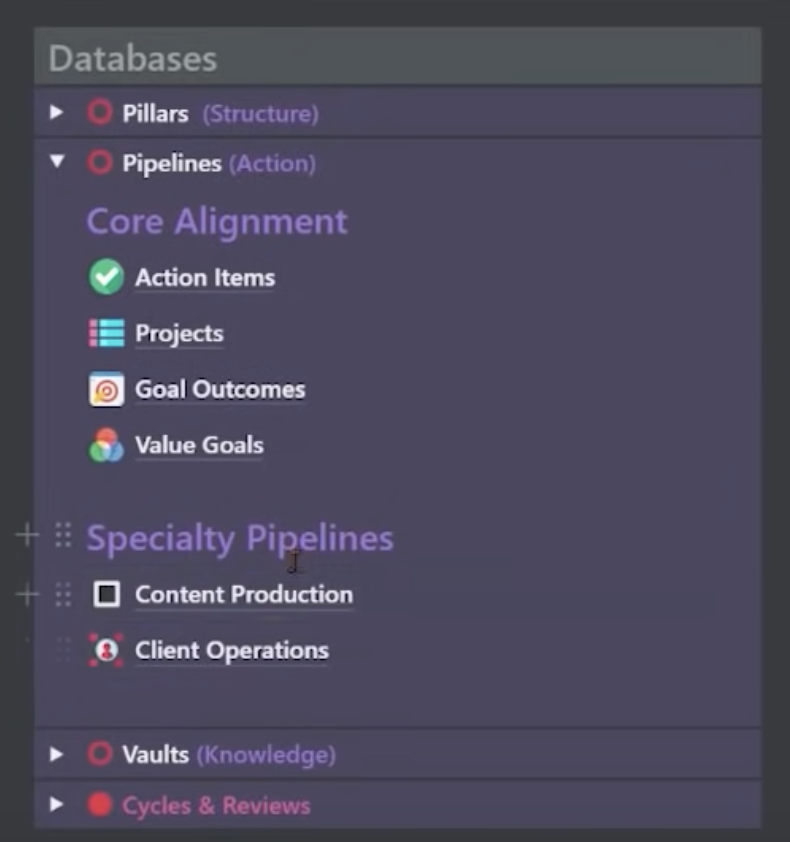 Databases
Pillars (Structure)
Pipelines (Action)
Core Alignment
Action Items
Projects
Goal Outcomes
Value Goals
Specialty Pipelines
Content Production
Client Operations
Vaults (Knowledge)
Cycles & Reviews